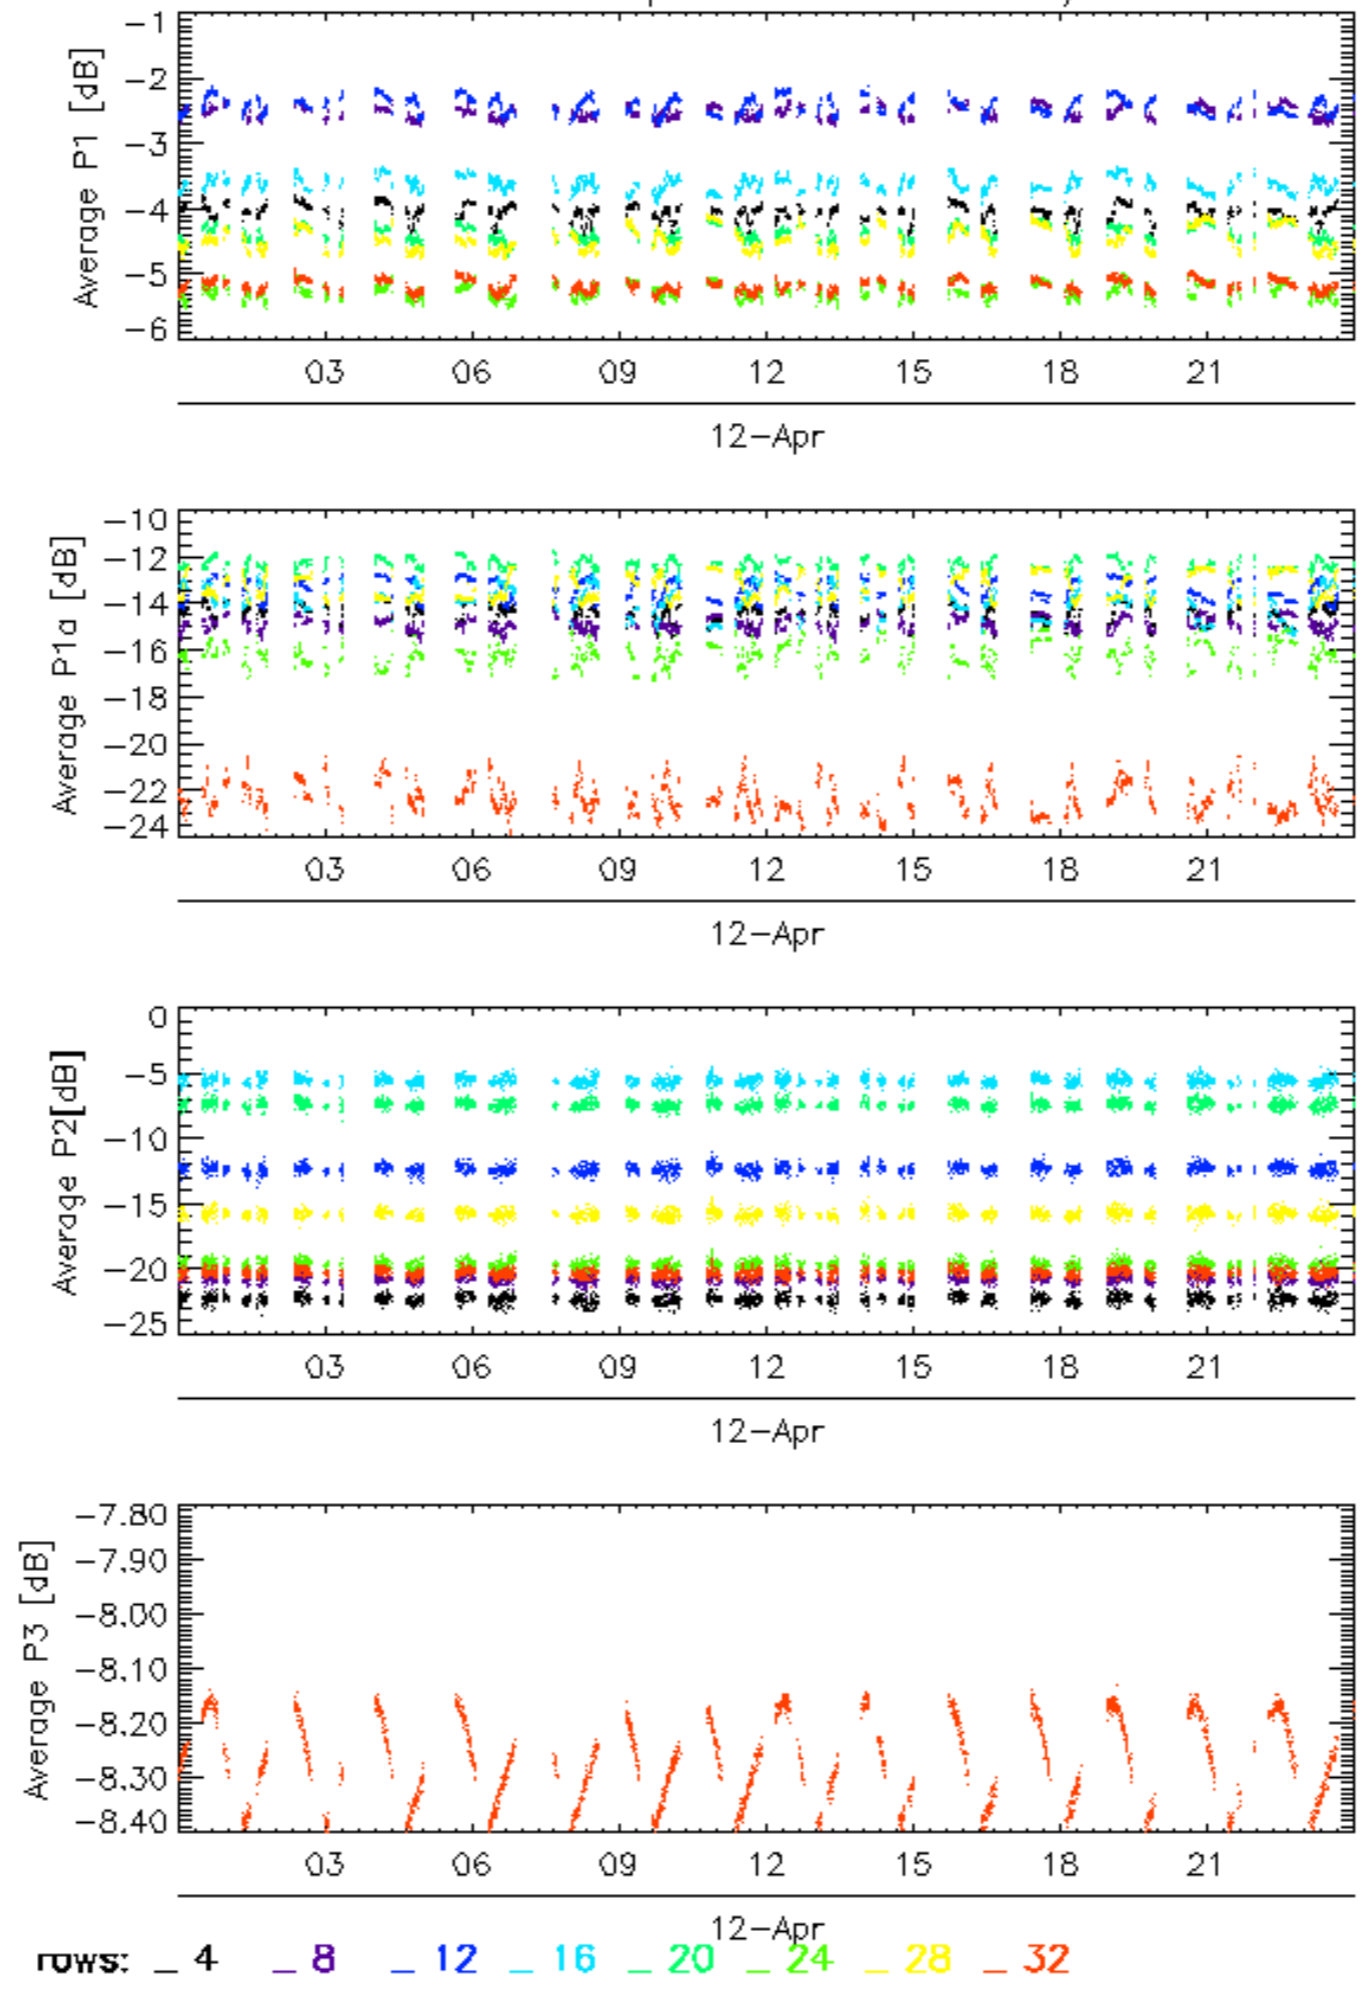 -1
-2
-3
-4
-5
-6
Average P1 [dB]
03 06 09 12 15 18 21
12-Apr
-10
-12
-14
-16
-18
-20
-22
-24
Average P1a [dB]
03 06 09 12 15 18 21
12-Apr
0
-5
-10
-15
-20
-25
Average P2[dB]
03 06 09 12 15 18 21
12-Apr
-7.80
-7.90
-8.00
-8.10
-8.20
-8.30
-8.40
Average P3 [dB]
03 06 09 12 15 18 21
12-Apr
rows: _ 4 _ 8 _ 12 _ 16 _ 20 _ 24 _ 28 _ 32